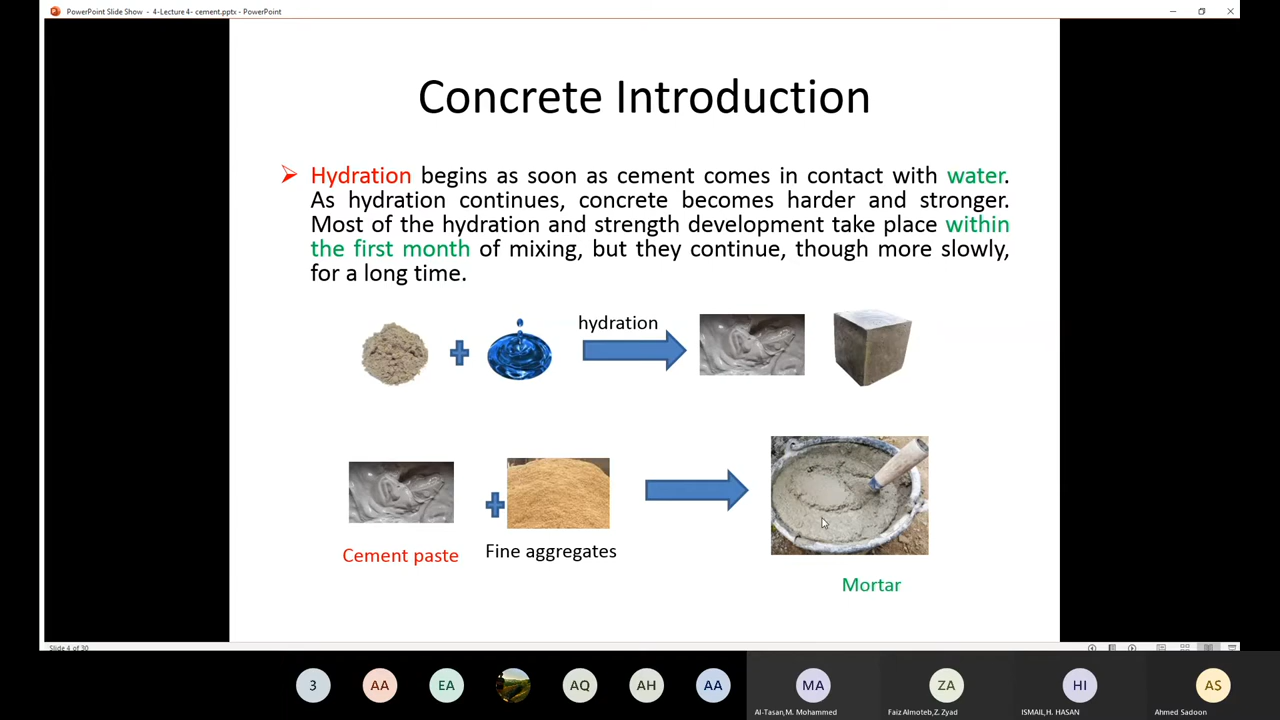 PowerPoint Slide Show - 4-Lecture 4- cement.pptx - PowerPoint
Concrete Introduction
Hydration begins as soon as cement comes in contact with water.
As hydration continues, concrete becomes harder and stronger.
Most of the hydration and strength development take place within
the first month of mixing, but they continue, though more slowly,
for a long time.
hydration
Cement paste
Fine aggregates
Mortar
Slide 4 of 30
3
AA
EA
AQ
AH
AA
MA
ZA
HI
AS
Al-Tasan,M. Mohammed
Faiz Almoteb,Z. Zyad
ISMAIL,H. HASAN
Ahmed Sadoon